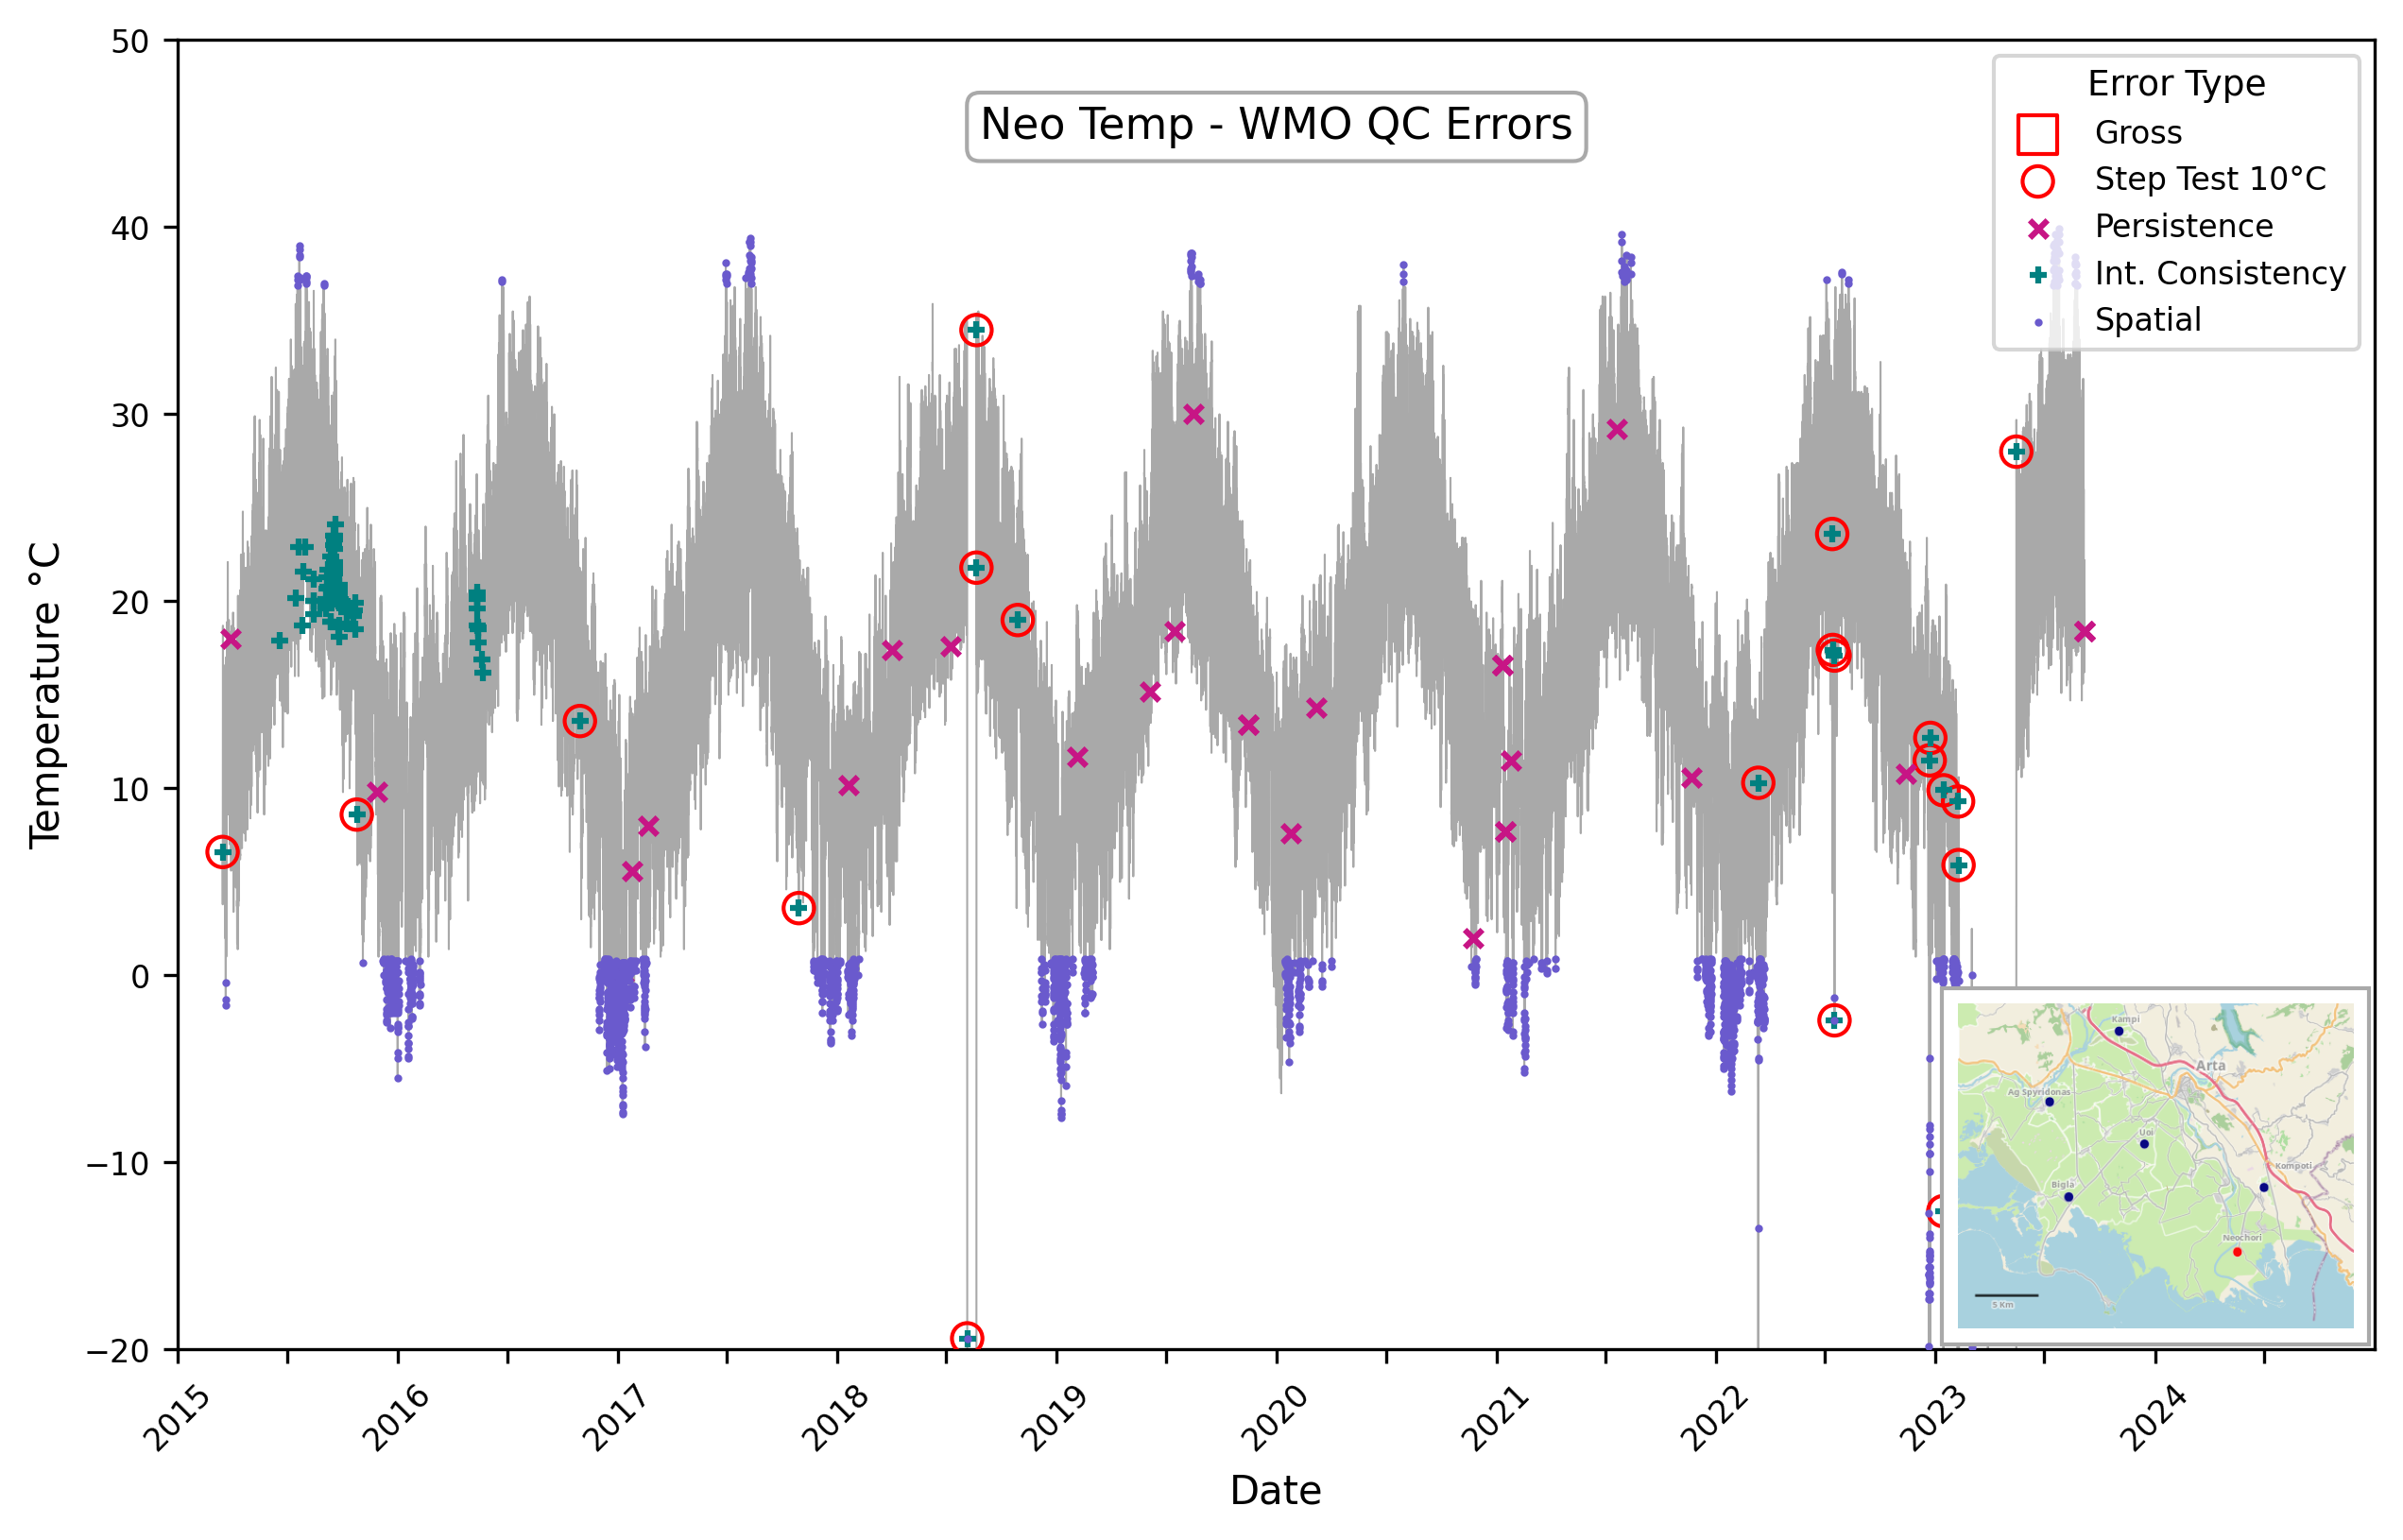 Neo Temp - WMO QC Errors
Error Type
Gross
Step Test 10°C
Persistence
Int. Consistency
Spatial
Temperature °C
50
40
30
20
10
0
−10
−20
Kampi
Arta
Ag Spyridonas
Uoi
Kompoti
Bigla
Neochori
5 Km
2015
2016
2017
2018
2019
2020
2021
2022
2023
2024
Date